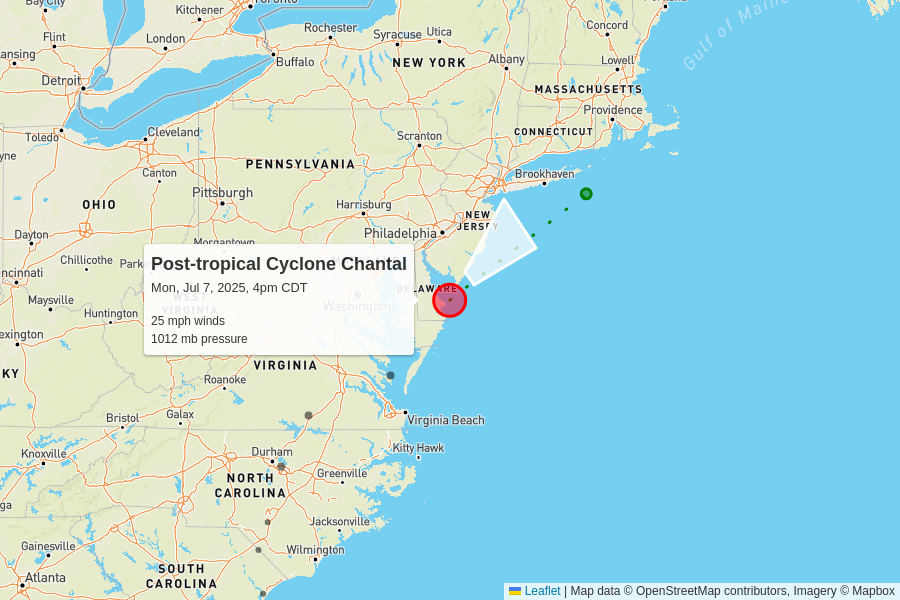 Bay City
Kitchener
Toronto
Flint
London
Rochester
Syracuse
Utica
Concord
Gulf of Maine
Lansing
Buffalo
NEW YORK
Albany
Lowell
Detroit
MASSACHUSETTS
Providence
Toledo
Cleveland
Scranton
CONNECTICUT
PENNSYLVANIA
Canton
Brookhaven
Pittsburgh
OHIO
Harrisburg
NEW
JERSEY
Dayton
Philadelphia
Morgantown
Chillicothe
Park
Cincinnati
Post-tropical Cyclone Chantal
Mon, Jul 7, 2025, 4pm CDT
25 mph winds
1012 mb pressure
WEST
VIRGINIA
Washington
DELAWARE
Maysville
Huntington
Lexington
KY
VIRGINIA
Roanoke
Bristol
Galax
Virginia Beach
Knoxville
Durham
Kitty Hawk
NORTH
CAROLINA
Greenville
ga
Jacksonville
Gainesville
Wilmington
Atlanta
SOUTH
CAROLINA
Leaflet | Map data © OpenStreetMap contributors, Imagery © Mapbox